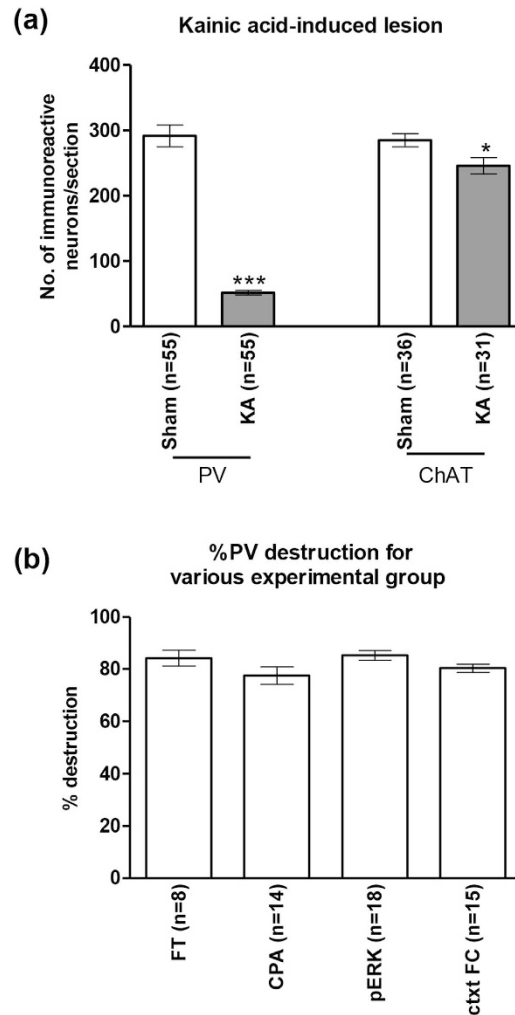 (a)
Kainic acid-induced lesion
No. of immunoreactive
neurons/section
400
300
200
100
0
***
*
Sham (n=55)
KA (n=55)
Sham (n=36)
KA (n=31)
PV
ChAT
(b)
%PV destruction for
various experimental group
% destruction
100
80
60
40
20
0
FT (n=8)
CPA (n=14)
pERK (n=18)
ctxt FC (n=15)